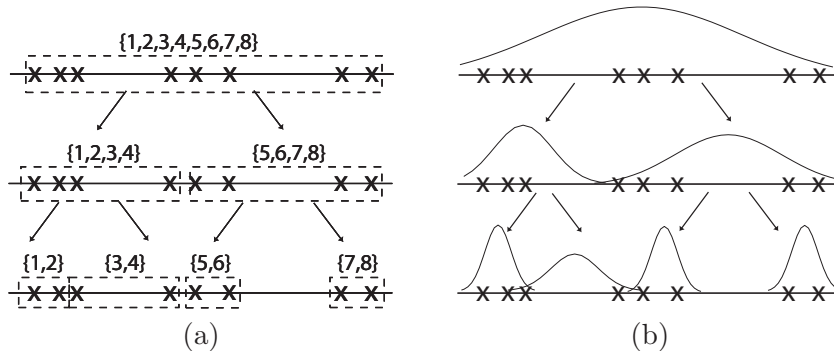 {1,2,3,4,5,6,7,8}
X X X X X X X X
X X X X X X X X
{1,2,3,4} {5,6,7,8}
X X X X X X X X
X X X X X X X X
{1,2} {3,4} {5,6} {7,8}
X X X X X X X X
X X X X X X X X
(a) (b)